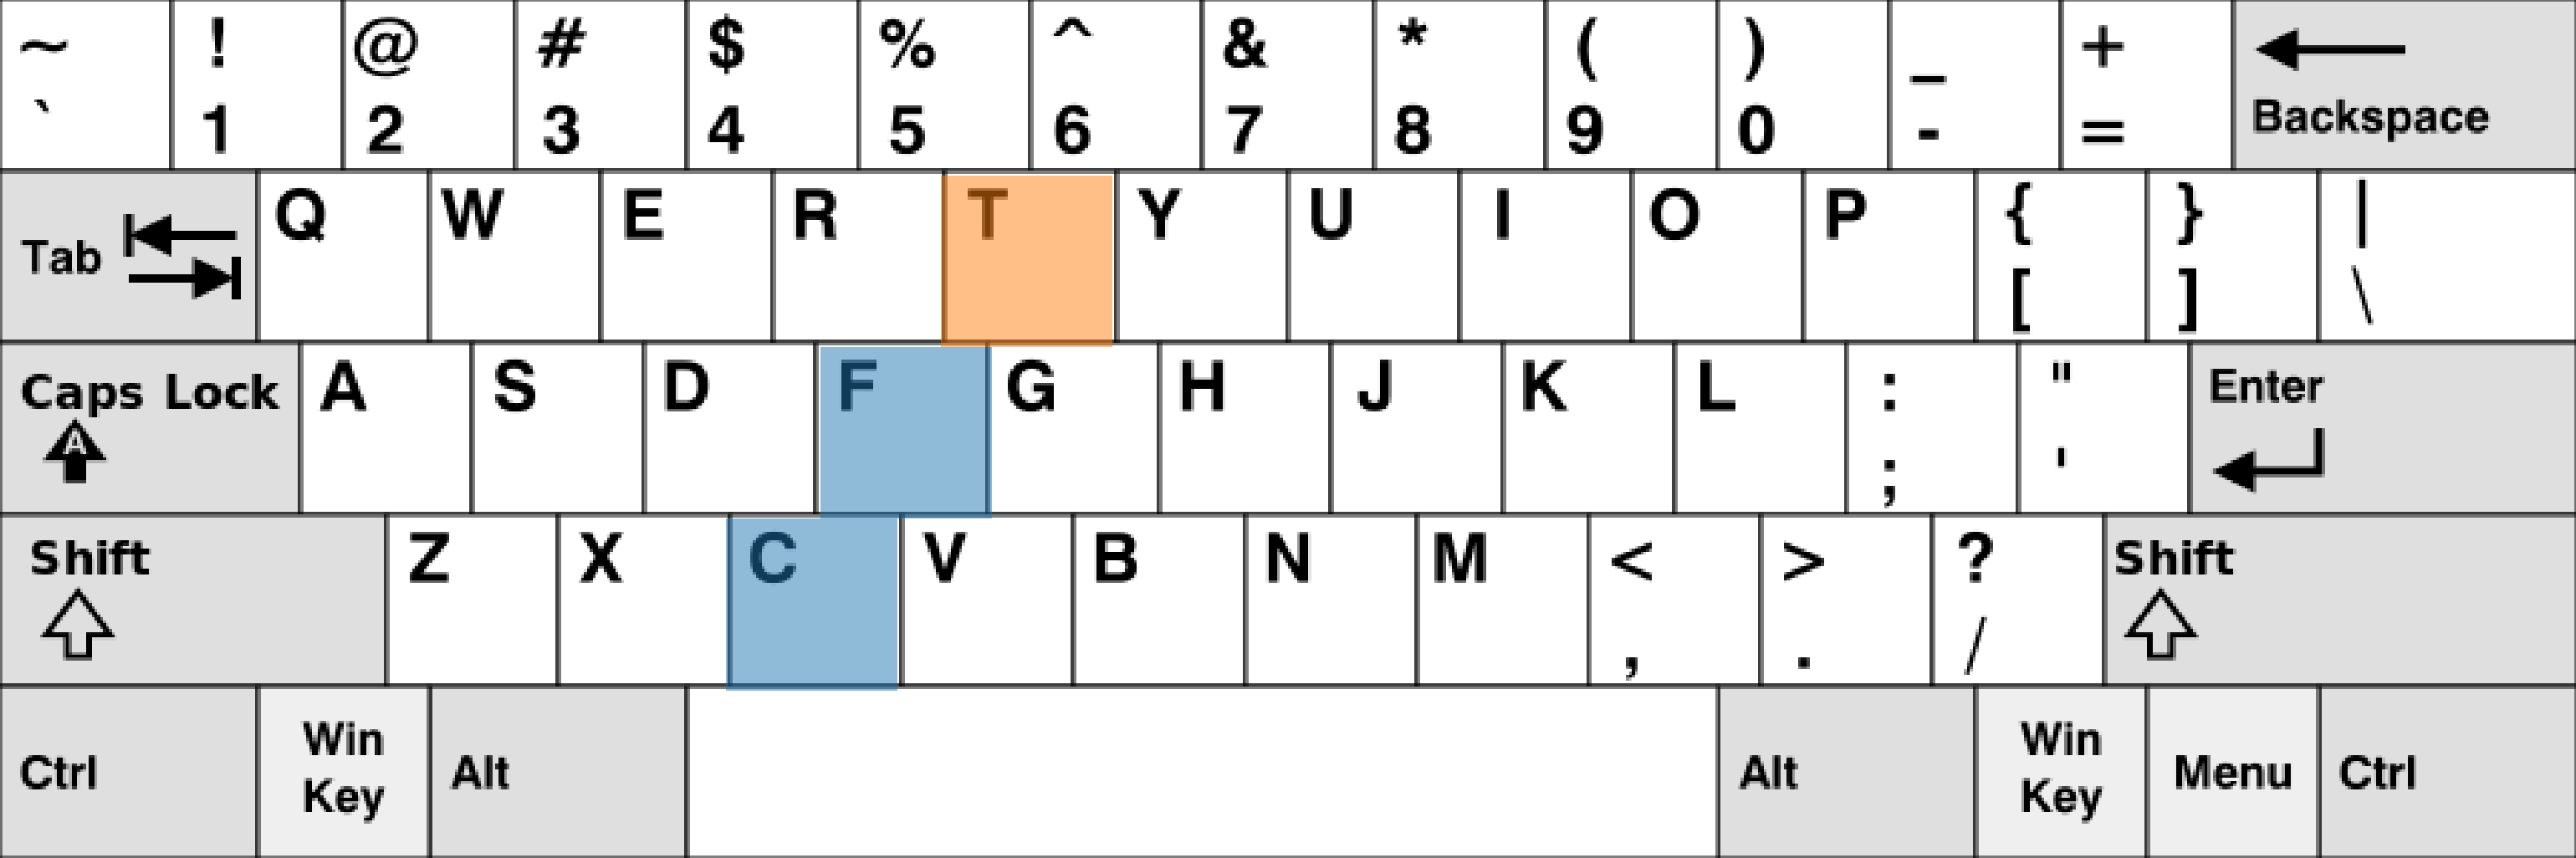 ~ ! @ # $ % ^ & * ( ) _ +
` 1 2 3 4 5 6 7 8 9 0 - = Backspace
Tab Q W E R T Y U I O P { } |
[ ] \
Caps Lock A S D F G H J K L : " Enter
A ; '
Shift Z X C V B N M < > ? Shift
, . /
Ctrl Win Key Alt Alt Win Key Menu Ctrl